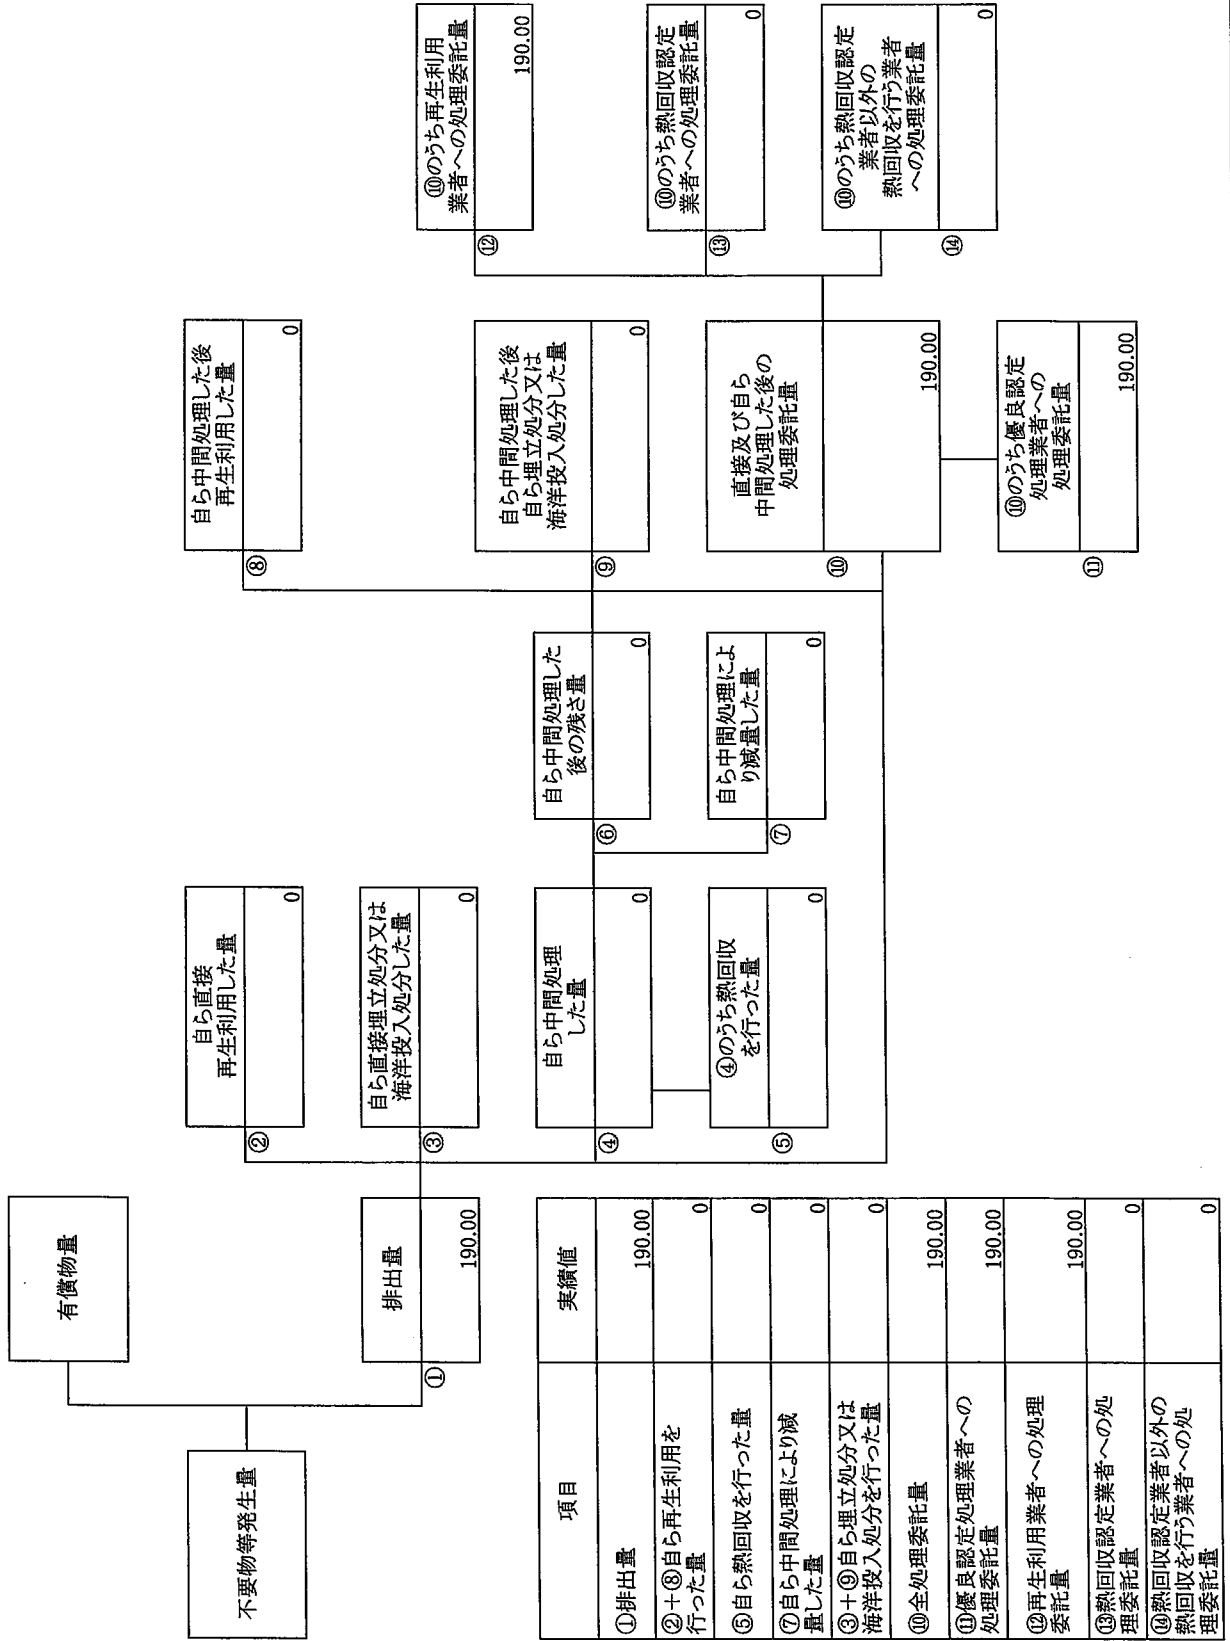 有償物量
不要物等発生量
排出量
①
190.00
自ら直接
再生利用した量
②
0
自ら直接埋立処分又は
海洋投入処分した量
③
0
自ら中間処理
した量
④
0
④のうち熱回収
を行った量
⑤
0
自ら中間処理した
後の残さ量
⑥
0
自ら中間処理によ
り減量した量
⑦
0
自ら中間処理した後
再生利用した量
⑧
0
自ら中間処理した後
自ら埋立処分又は
海洋投入処分した量
⑨
0
直接及び自ら
中間処理した後の
処理委託量
⑩
190.00
⑩のうち優良認定
処理業者への
処理委託量
⑪
190.00
⑩のうち再生利用
業者への処理委託量
⑫
190.00
⑩のうち熱回収認定
業者への処理委託量
⑬
0
⑩のうち熱回収認定
業者以外の
熱回収を行う業者
への処理委託量
⑭
0
項目 実績値
①排出量 190.00
②+⑧自ら再生利用を
行った量 0
⑤自ら熱回収を行った量 0
⑦自ら中間処理により減
量した量 0
③+⑨自ら埋立処分又は
海洋投入処分を行った量 0
⑩全処理委託量 190.00
⑪優良認定処理業者への
処理委託量 190.00
⑫再生利用業者への処理
委託量 190.00
⑬熱回収認定業者への処
理委託量 0
⑭熱回収認定業者以外の
熱回収を行う業者への処
理委託量 0